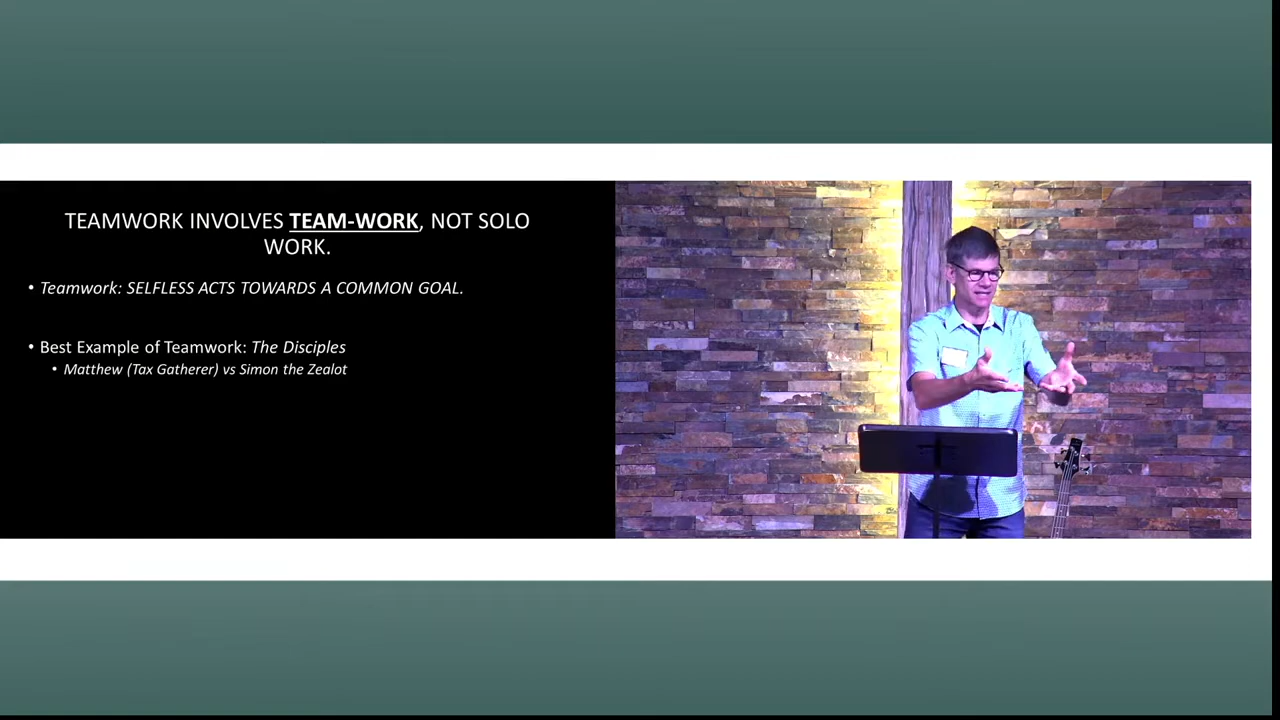 TEAMWORK INVOLVES TEAM-WORK, NOT SOLO
WORK.
• Teamwork: SELFLESS ACTS TOWARDS A COMMON GOAL.
• Best Example of Teamwork: The Disciples
• Matthew (Tax Gatherer) vs Simon the Zealot